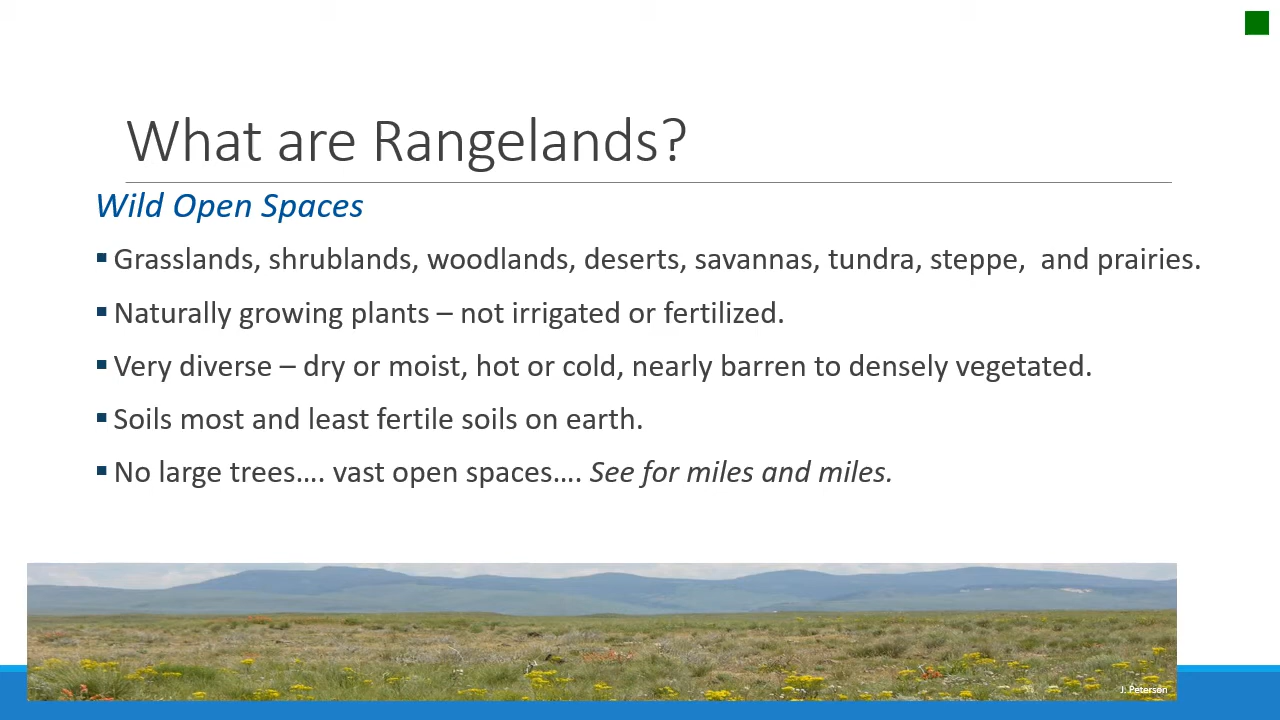 What are Rangelands?
Wild Open Spaces
▪ Grasslands, shrublands, woodlands, deserts, savannas, tundra, steppe,  and prairies.
▪ Naturally growing plants – not irrigated or fertilized.
▪ Very diverse – dry or moist, hot or cold, nearly barren to densely vegetated.
▪ Soils most and least fertile soils on earth.
▪ No large trees.... vast open spaces.... See for miles and miles.
J. Peterson